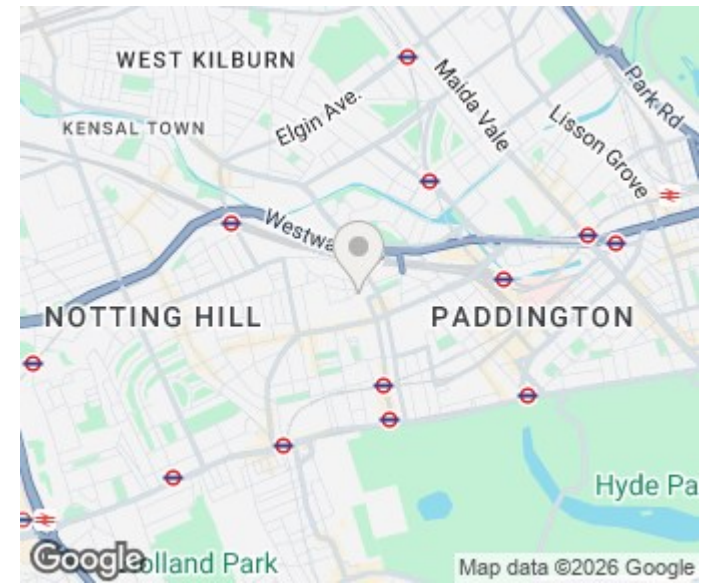 WEST KILBURN
Maida Vale
Park Rd
Elgin Ave.
Lisson Grove
KENSAL TOWN
Westwa
NOTTING HILL
PADDINGTON
Hyde Pa
Google
olland Park
Map data ©2026 Google